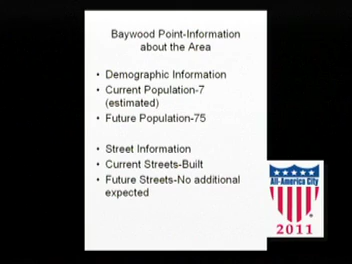 Baywood Point-Information
about the Area
• Demographic Information
• Current Population-7
(estimated)
• Future Population-75
• Street Information
• Current Streets-Built
• Future Streets-No additional
expected
All-America City
2011